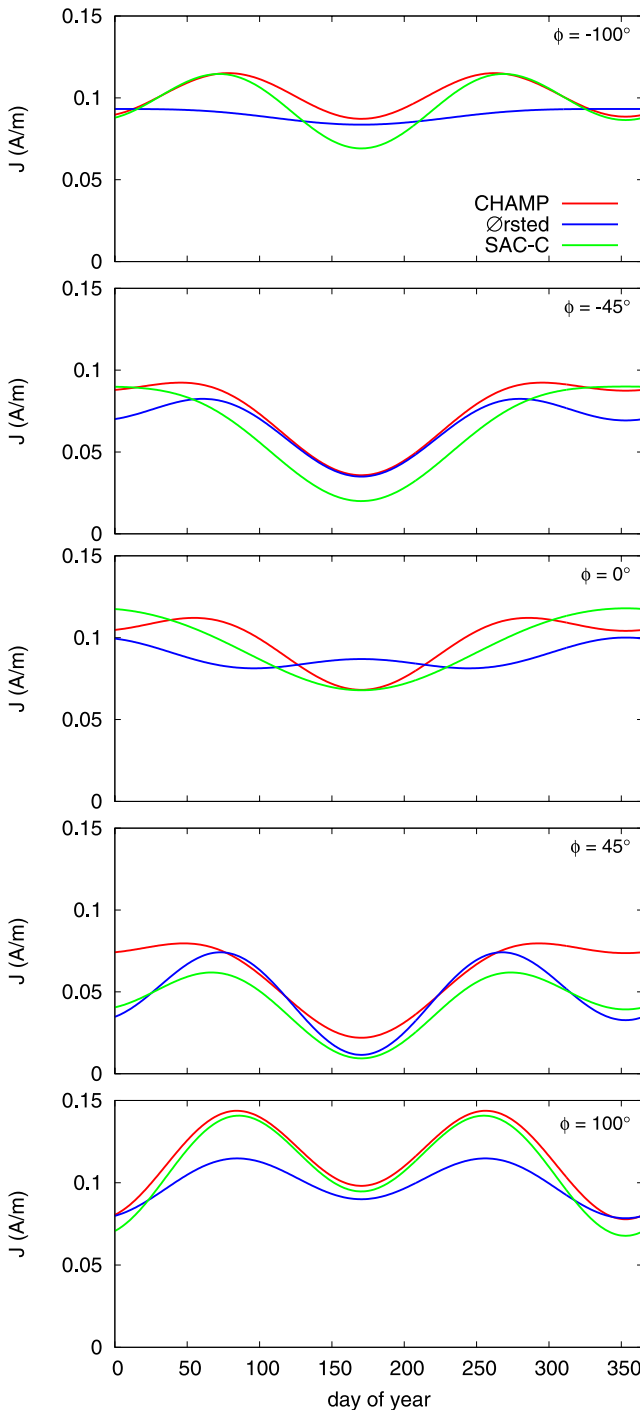 0.15
ϕ = -100°
0.1
J (A/m)
0.05
CHAMP
Ørsted
SAC-C
0
0.15
ϕ = -45°
0.1
J (A/m)
0.05
0
0.15
ϕ = 0°
0.1
J (A/m)
0.05
0
0.15
ϕ = 45°
0.1
J (A/m)
0.05
0
0.15
ϕ = 100°
0.1
J (A/m)
0.05
0
0 50 100 150 200 250 300 350
day of year